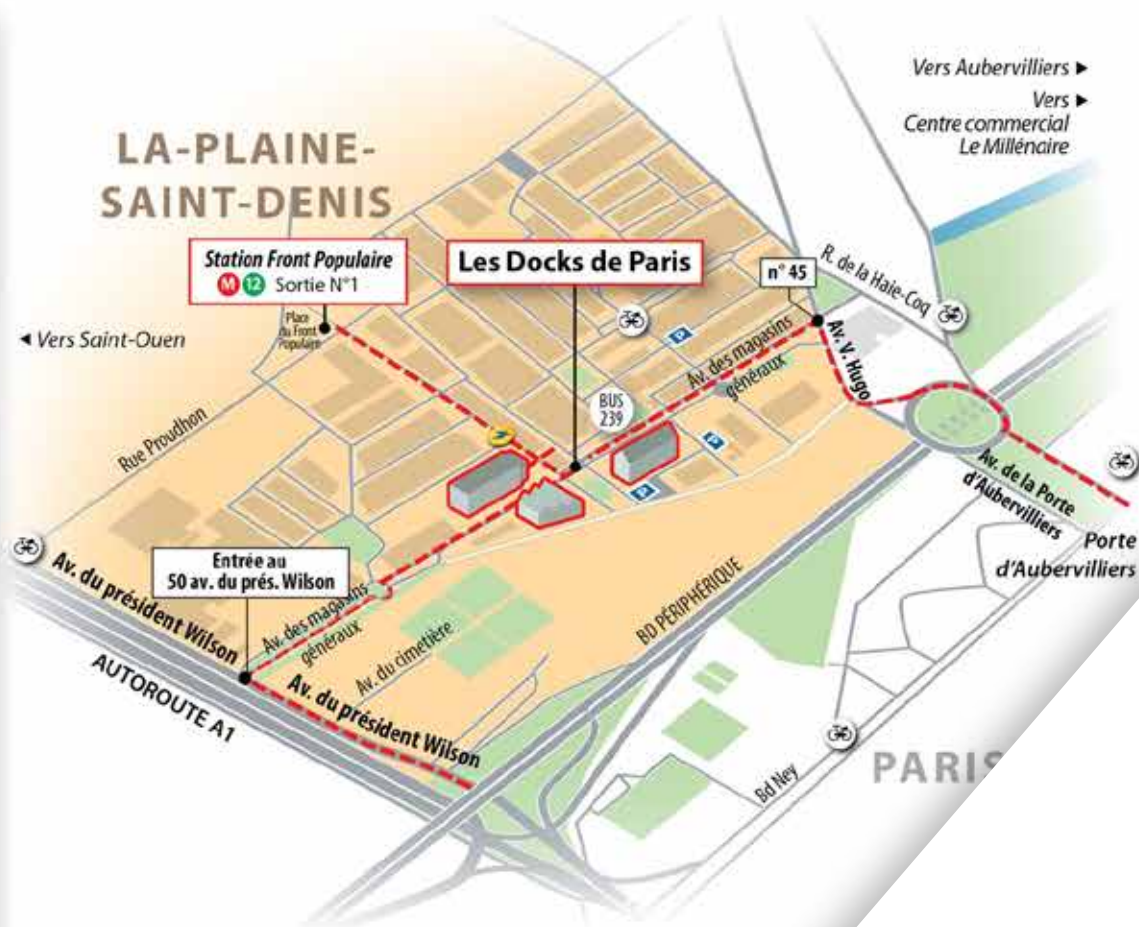 Vers Aubervilliers ►
Vers ►
Centre commercial
Le Millénaire
LA-PLAINE-
SAINT-DENIS
Station Front Populaire
M 12 Sortie N°1
Les Docks de Paris
n° 45
R. de la Haie-Coq
Place
du Front
Populaire
◄ Vers Saint-Ouen
P
Av. des magasins
généraux
Av. V. Hugo
BUS
239
Rue Proudhon
P
P
Av. de la Porte
d'Aubervilliers
Porte
d'Aubervilliers
Entrée au
50 av. du prés. Wilson
Av. du président Wilson
Av. des magasins
généraux
Av. du cimetière
BD PÉRIPHÉRIQUE
AUTOROUTE A1
Av. du président Wilson
Bd Ney
PARIS